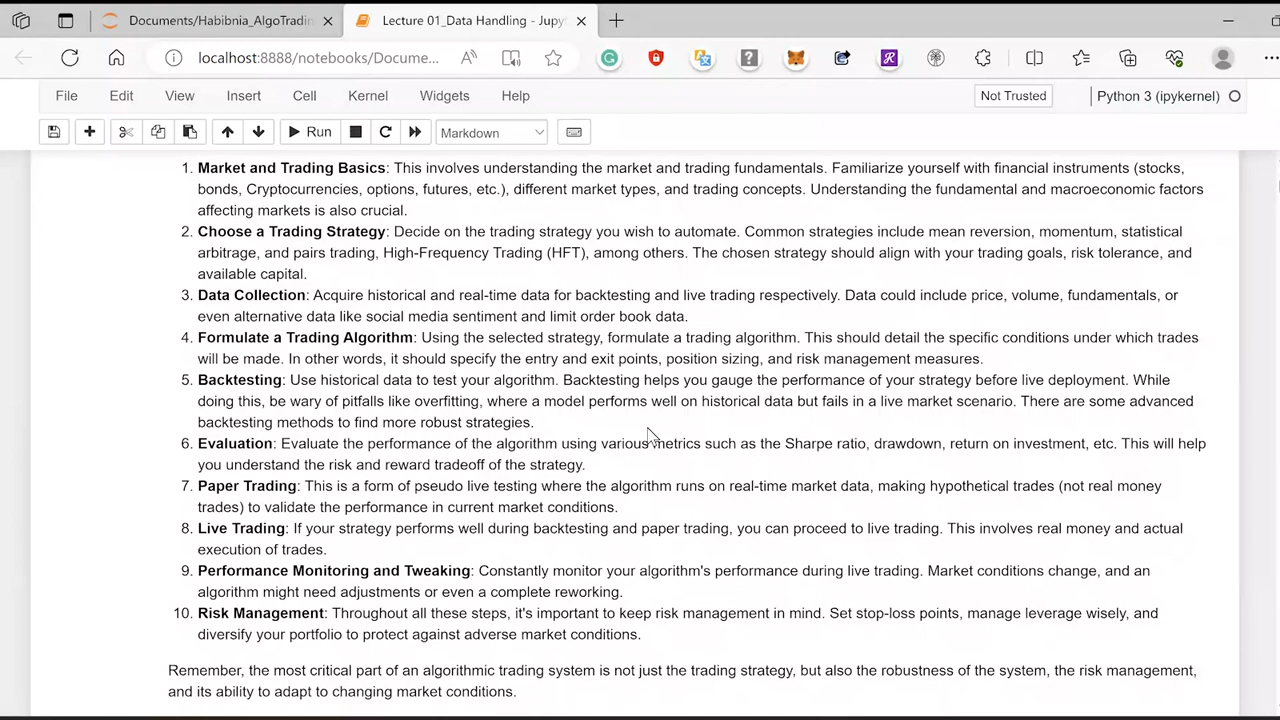 Documents/Habibnia_AlgoTradin
Lecture 01_Data Handling - Jupyt
localhost:8888/notebooks/Docume...
File Edit View Insert Cell Kernel Widgets Help
Not Trusted
Python 3 (ipykernel)
Run
Markdown
1. Market and Trading Basics: This involves understanding the market and trading fundamentals. Familiarize yourself with financial instruments (stocks,
bonds, Cryptocurrencies, options, futures, etc.), different market types, and trading concepts. Understanding the fundamental and macroeconomic factors
affecting markets is also crucial.
2. Choose a Trading Strategy: Decide on the trading strategy you wish to automate. Common strategies include mean reversion, momentum, statistical
arbitrage, and pairs trading, High-Frequency Trading (HFT), among others. The chosen strategy should align with your trading goals, risk tolerance, and
available capital.
3. Data Collection: Acquire historical and real-time data for backtesting and live trading respectively. Data could include price, volume, fundamentals, or
even alternative data like social media sentiment and limit order book data.
4. Formulate a Trading Algorithm: Using the selected strategy, formulate a trading algorithm. This should detail the specific conditions under which trades
will be made. In other words, it should specify the entry and exit points, position sizing, and risk management measures.
5. Backtesting: Use historical data to test your algorithm. Backtesting helps you gauge the performance of your strategy before live deployment. While
doing this, be wary of pitfalls like overfitting, where a model performs well on historical data but fails in a live market scenario. There are some advanced
backtesting methods to find more robust strategies.
6. Evaluation: Evaluate the performance of the algorithm using various metrics such as the Sharpe ratio, drawdown, return on investment, etc. This will help
you understand the risk and reward tradeoff of the strategy.
7. Paper Trading: This is a form of pseudo live testing where the algorithm runs on real-time market data, making hypothetical trades (not real money
trades) to validate the performance in current market conditions.
8. Live Trading: If your strategy performs well during backtesting and paper trading, you can proceed to live trading. This involves real money and actual
execution of trades.
9. Performance Monitoring and Tweaking: Constantly monitor your algorithm's performance during live trading. Market conditions change, and an
algorithm might need adjustments or even a complete reworking.
10. Risk Management: Throughout all these steps, it's important to keep risk management in mind. Set stop-loss points, manage leverage wisely, and
diversify your portfolio to protect against adverse market conditions.
Remember, the most critical part of an algorithmic trading system is not just the trading strategy, but also the robustness of the system, the risk management,
and its ability to adapt to changing market conditions.